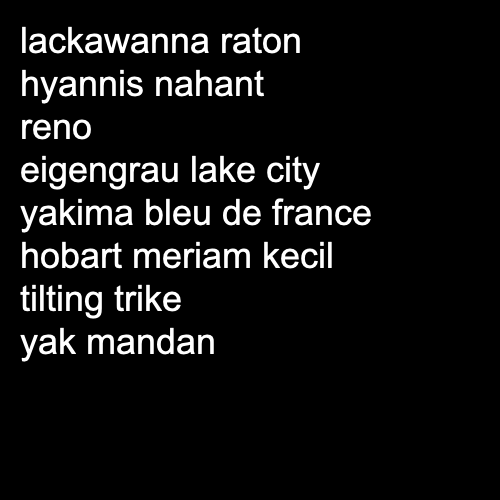 lackawanna raton
hyannis nahant
reno
eigengrau lake city
yakima bleu de france
hobart meriam kecil
tilting trike
yak mandan